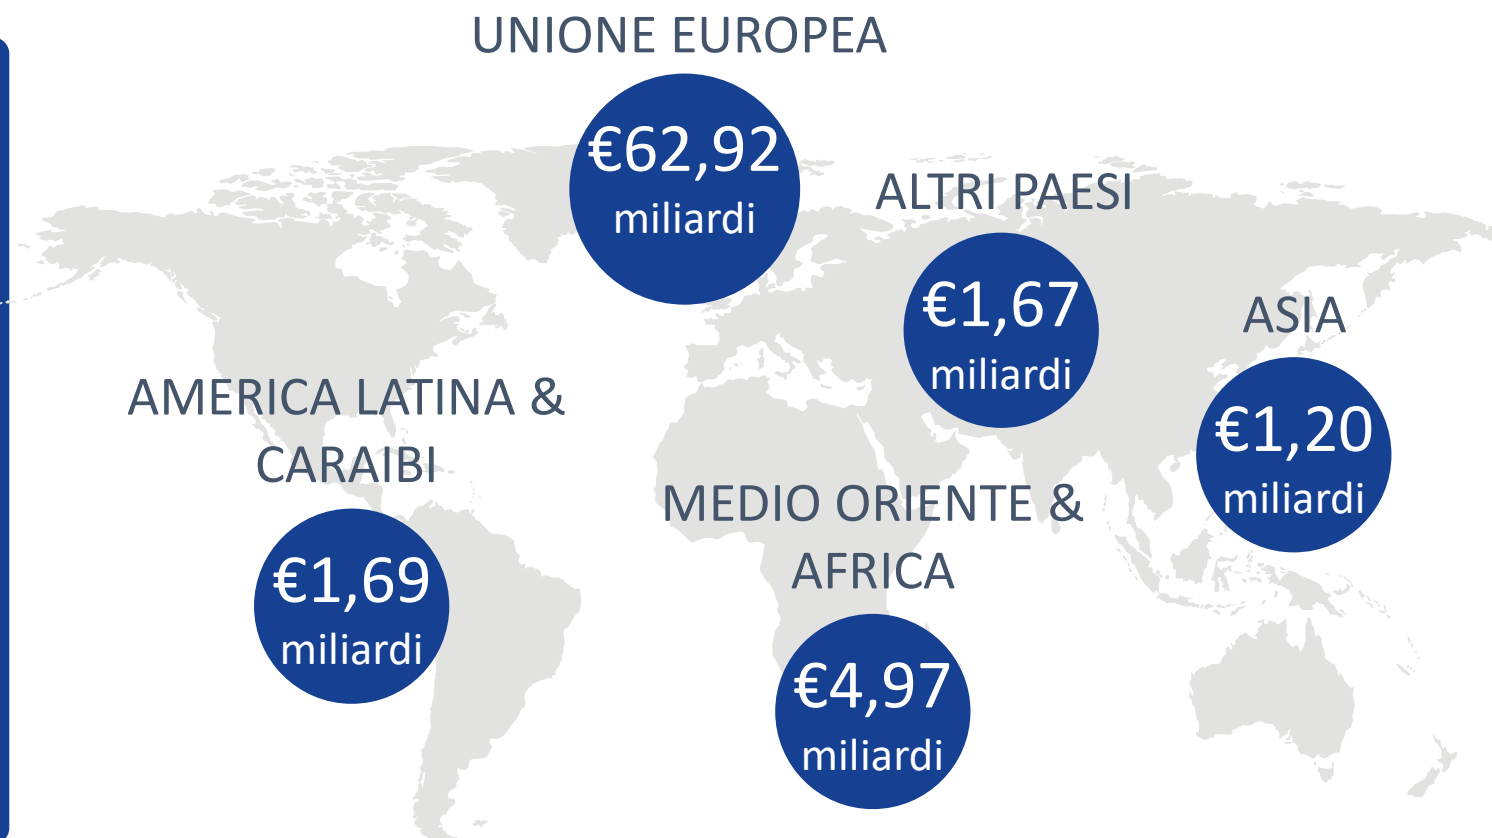 UNIONE EUROPEA
€62,92
miliardi
ALTRI PAESI
€1,67
miliardi
ASIA
€1,20
miliardi
AMERICA LATINA &
CARAIBI
€1,69
miliardi
MEDIO ORIENTE &
AFRICA
€4,97
miliardi